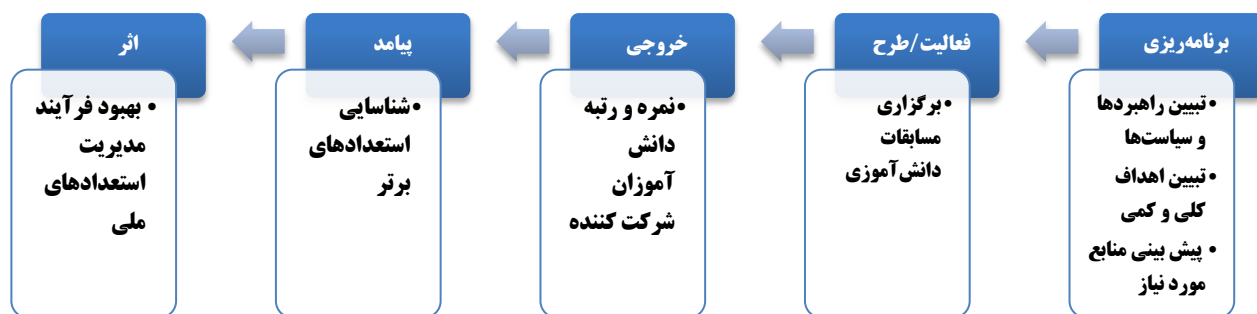 برنامه‌ریزی
• تبیین راهبردها
و سیاست‌ها
• تبیین اهداف
کلی و کمی
• پیش بینی منابع
مورد نیاز
فعالیت/طرح
• برگزاری
مسابقات
دانش‌آموزی
خروجی
• نمره و رتبه
دانش
آموزان
شرکت کننده
پیامد
• شناسایی
استعدادهای
برتر
اثر
• بهبود فرآیند
مدیریت
استعدادهای
ملی